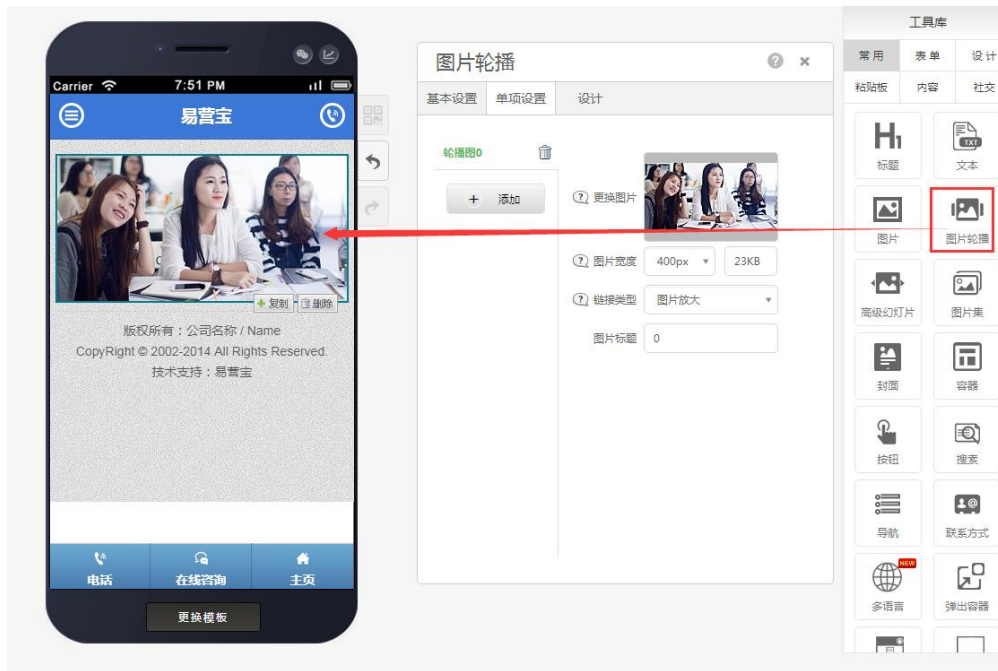 Carrier 7:51 PM
易营宝
复制 删除
版权所有：公司名称 / Name
CopyRight © 2002-2014 All Rights Reserved.
技术支持：易营宝
电话 在线咨询 主页
更换模板
图片轮播
基本设置 单项设置 设计
轮播图0
+ 添加
更换图片
图片宽度 400px 23KB
链接类型 图片放大
图片标题 0
工具库
常用 表单 设计
粘贴板 内容 社交
H1 TXT
标题 文本
图片 图片轮播
高级幻灯片 图片集
封面 容器
按钮 搜索
导航 联系方式
NEW
多语言 弹出容器